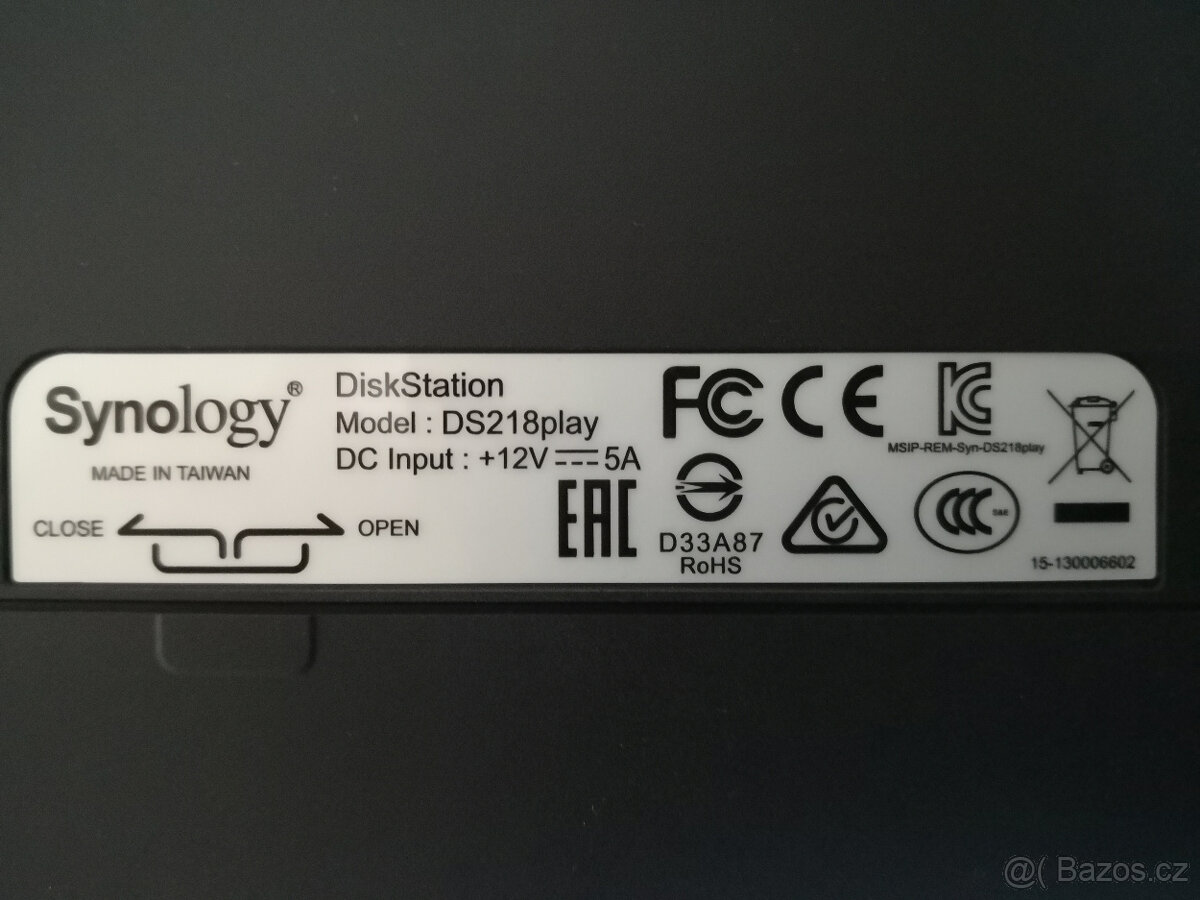 Synology®
MADE IN TAIWAN
CLOSE
OPEN
DiskStation
Model : DS218play
DC Input : +12V 5A
FC CE
MSIP-REM-Syn-DS218play
EAC
D33A87
RoHS
CCC S&E
15-130006602
@( Bazos.cz